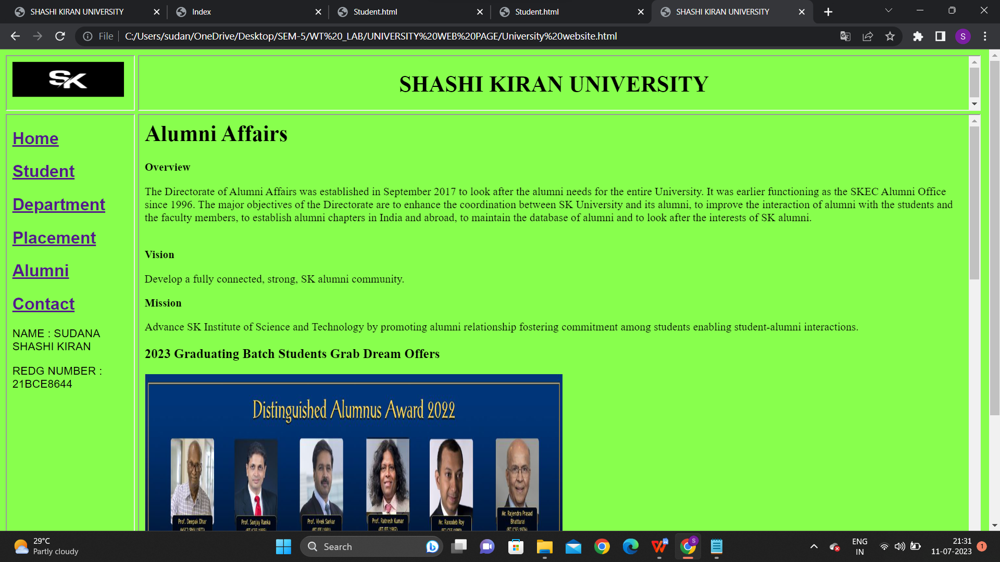 SHASHI KIRAN UNIVERSITY
Index
Student.html
Student.html
SHASHI KIRAN UNIVERSITY
File
C:/Users/sudan/OneDrive/Desktop/SEM-5/WT%20_LAB/UNIVERSITY%20WEB%20PAGE/University%20website.html
S
SK
SHASHI KIRAN UNIVERSITY
Home
Student
Department
Placement
Alumni
Contact
NAME : SUDANA
SHASHI KIRAN
REDG NUMBER :
21BCE8644
Alumni Affairs
Overview
The Directorate of Alumni Affairs was established in September 2017 to look after the alumni needs for the entire University. It was earlier functioning as the SKEC Alumni Office
since 1996. The major objectives of the Directorate are to enhance the coordination between SK University and its alumni, to improve the interaction of alumni with the students and
the faculty members, to establish alumni chapters in India and abroad, to maintain the database of alumni and to look after the interests of SK alumni.
Vision
Develop a fully connected, strong, SK alumni community.
Mission
Advance SK Institute of Science and Technology by promoting alumni relationship fostering commitment among students enabling student-alumni interactions.
2023 Graduating Batch Students Grab Dream Offers
Distinguished Alumnus Award 2022
Prof. Deepak Dhar
Prof. Sanjay Ranka
Prof. Vivek Sarkar
Prof. Ratnesh Kumar
Mr. Ranodeb Roy
Mr. Rajendra Prasad
Bhattarai
29°C
Partly cloudy
Search
S
ENG
IN
21:31
11-07-2023
1